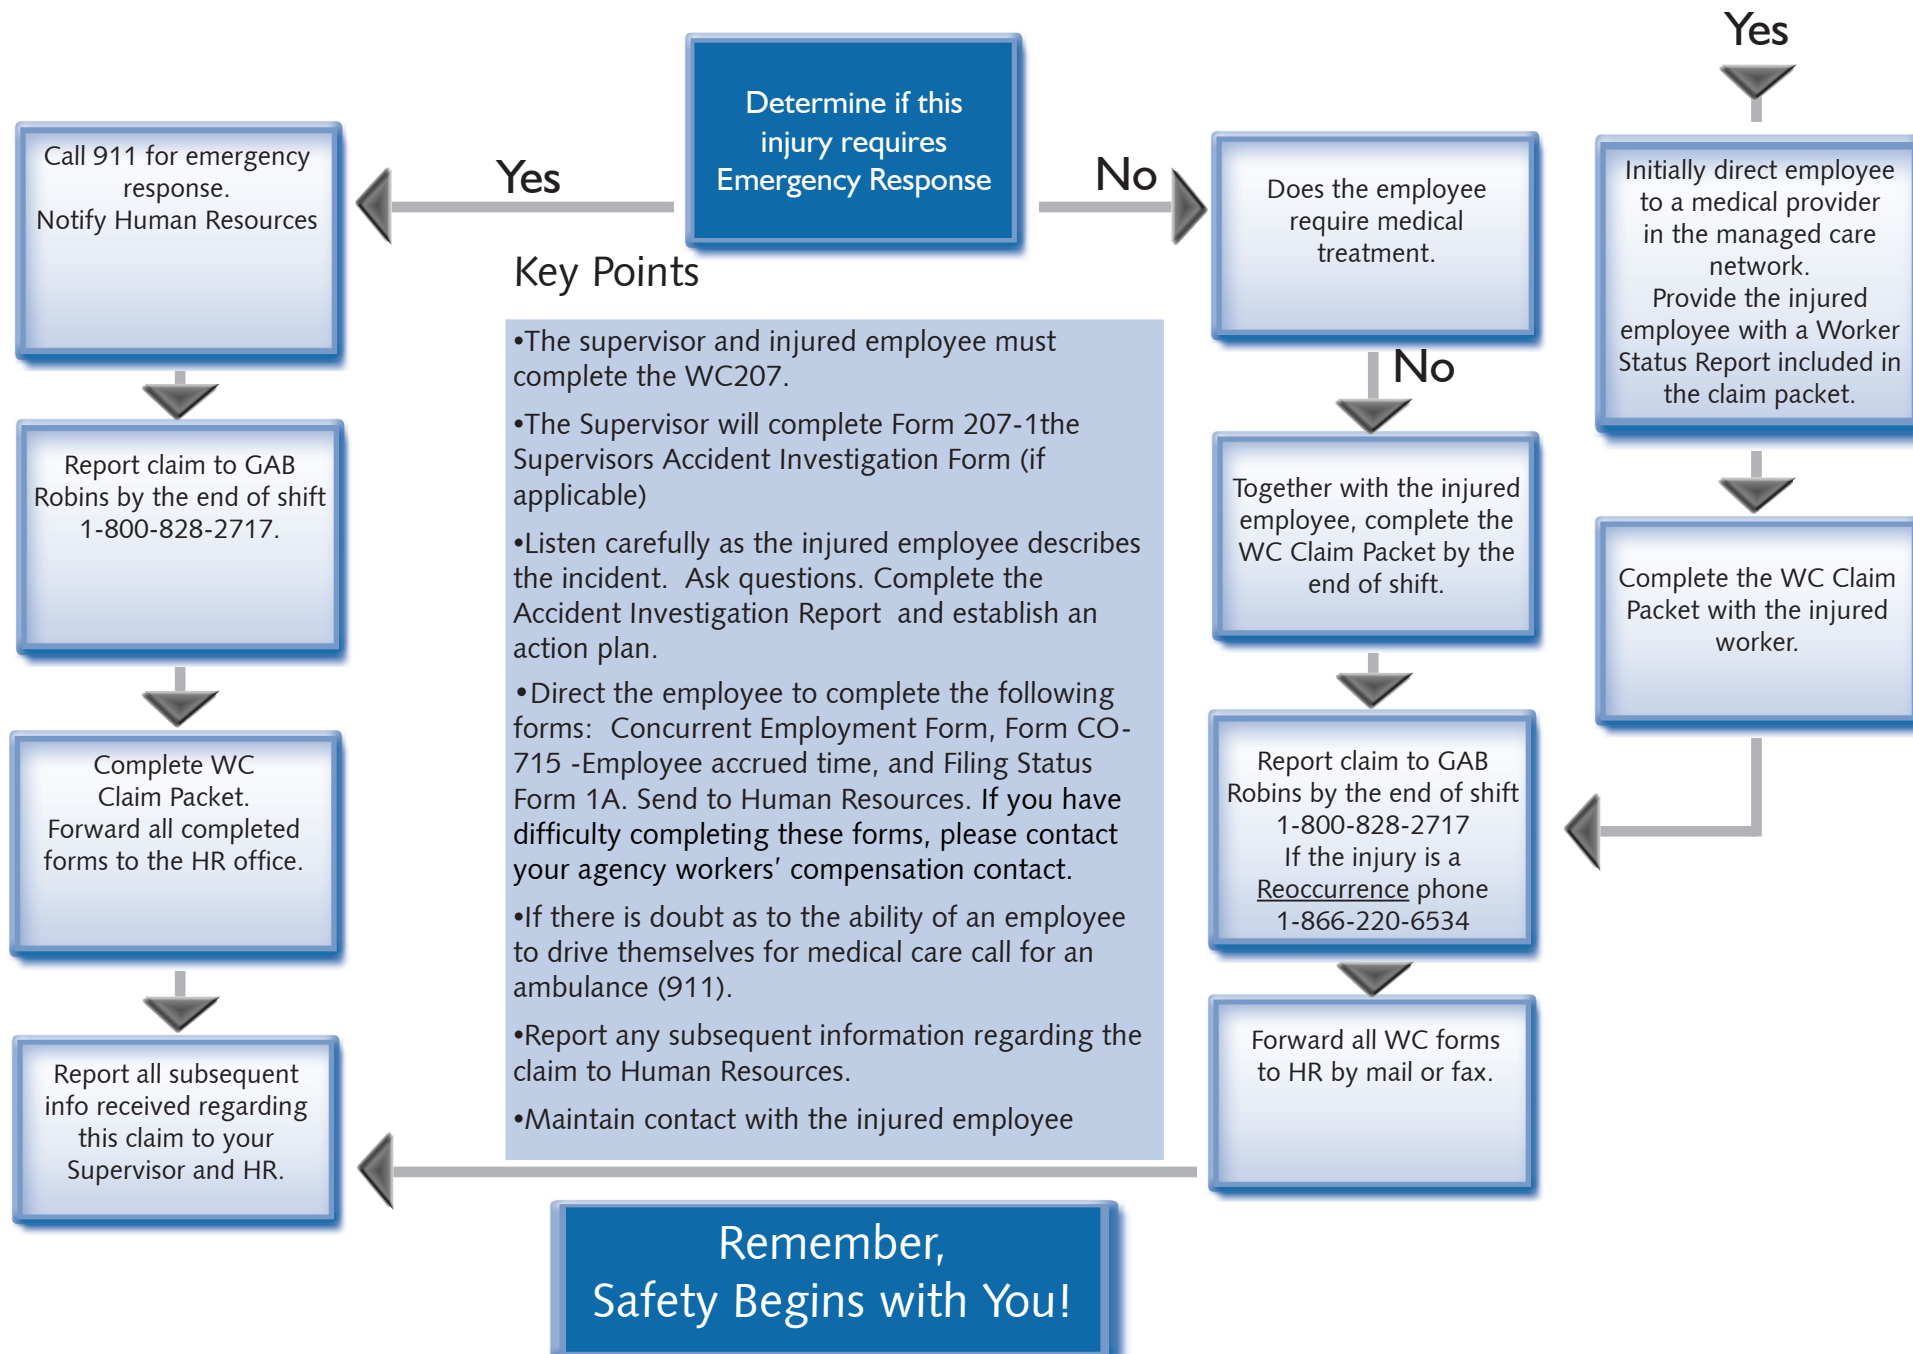 Determine if this
injury requires
Emergency Response
Yes
Call 911 for emergency
response.
Notify Human Resources
Report claim to GAB
Robins by the end of shift
1-800-828-2717.
Complete WC
Claim Packet.
Forward all completed
forms to the HR office.
Report all subsequent
info received regarding
this claim to your
Supervisor and HR.
Key Points
•The supervisor and injured employee must
complete the WC207.
•The Supervisor will complete Form 207-1the
Supervisors Accident Investigation Form (if
applicable)
•Listen carefully as the injured employee describes
the incident.  Ask questions. Complete the
Accident Investigation Report  and establish an
action plan.
•Direct the employee to complete the following
forms:  Concurrent Employment Form, Form CO-
715 -Employee accrued time, and Filing Status
Form 1A. Send to Human Resources. If you have
difficulty completing these forms, please contact
your agency workers’ compensation contact.
•If there is doubt as to the ability of an employee
to drive themselves for medical care call for an
ambulance (911).
•Report any subsequent information regarding the
claim to Human Resources.
•Maintain contact with the injured employee
No
Does the employee
require medical
treatment.
No
Together with the injured
employee, complete the
WC Claim Packet by the
end of shift.
Report claim to GAB
Robins by the end of shift
1-800-828-2717
If the injury is a
Reoccurrence phone
1-866-220-6534
Forward all WC forms
to HR by mail or fax.
Yes
Initially direct employee
to a medical provider
in the managed care
network.
Provide the injured
employee with a Worker
Status Report included in
the claim packet.
Complete the WC Claim
Packet with the injured
worker.
Remember,
Safety Begins with You!